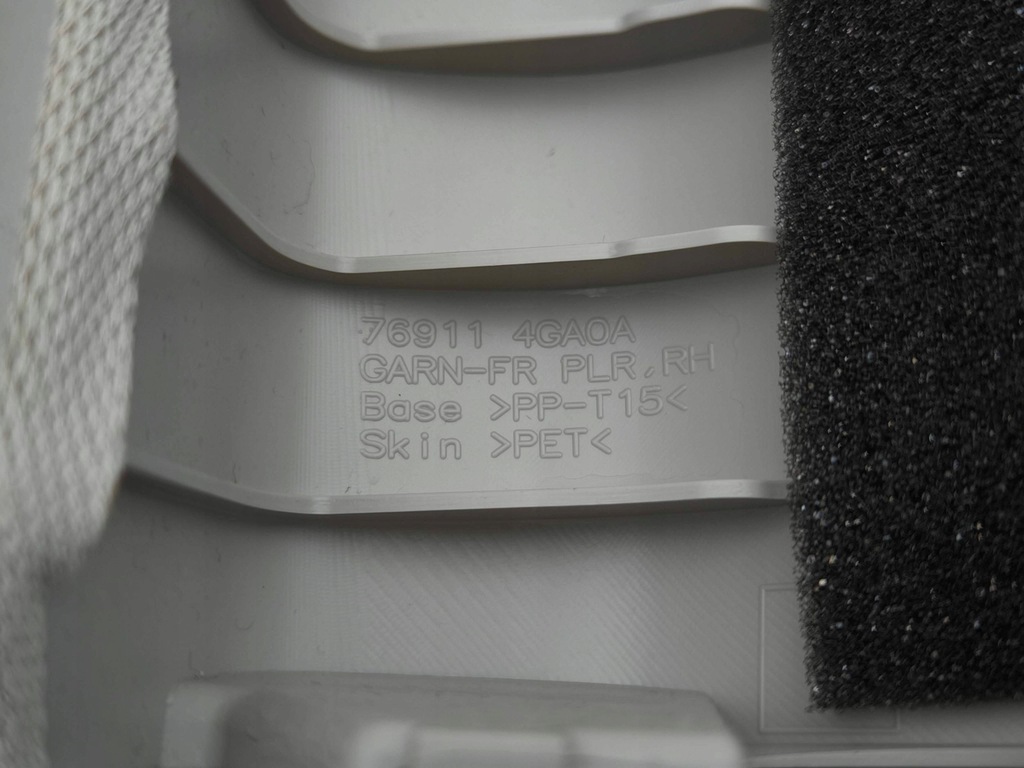 76911 4GA0A
GARN-FR PLR,RH
Base >PP-T15<
Skin >PET<